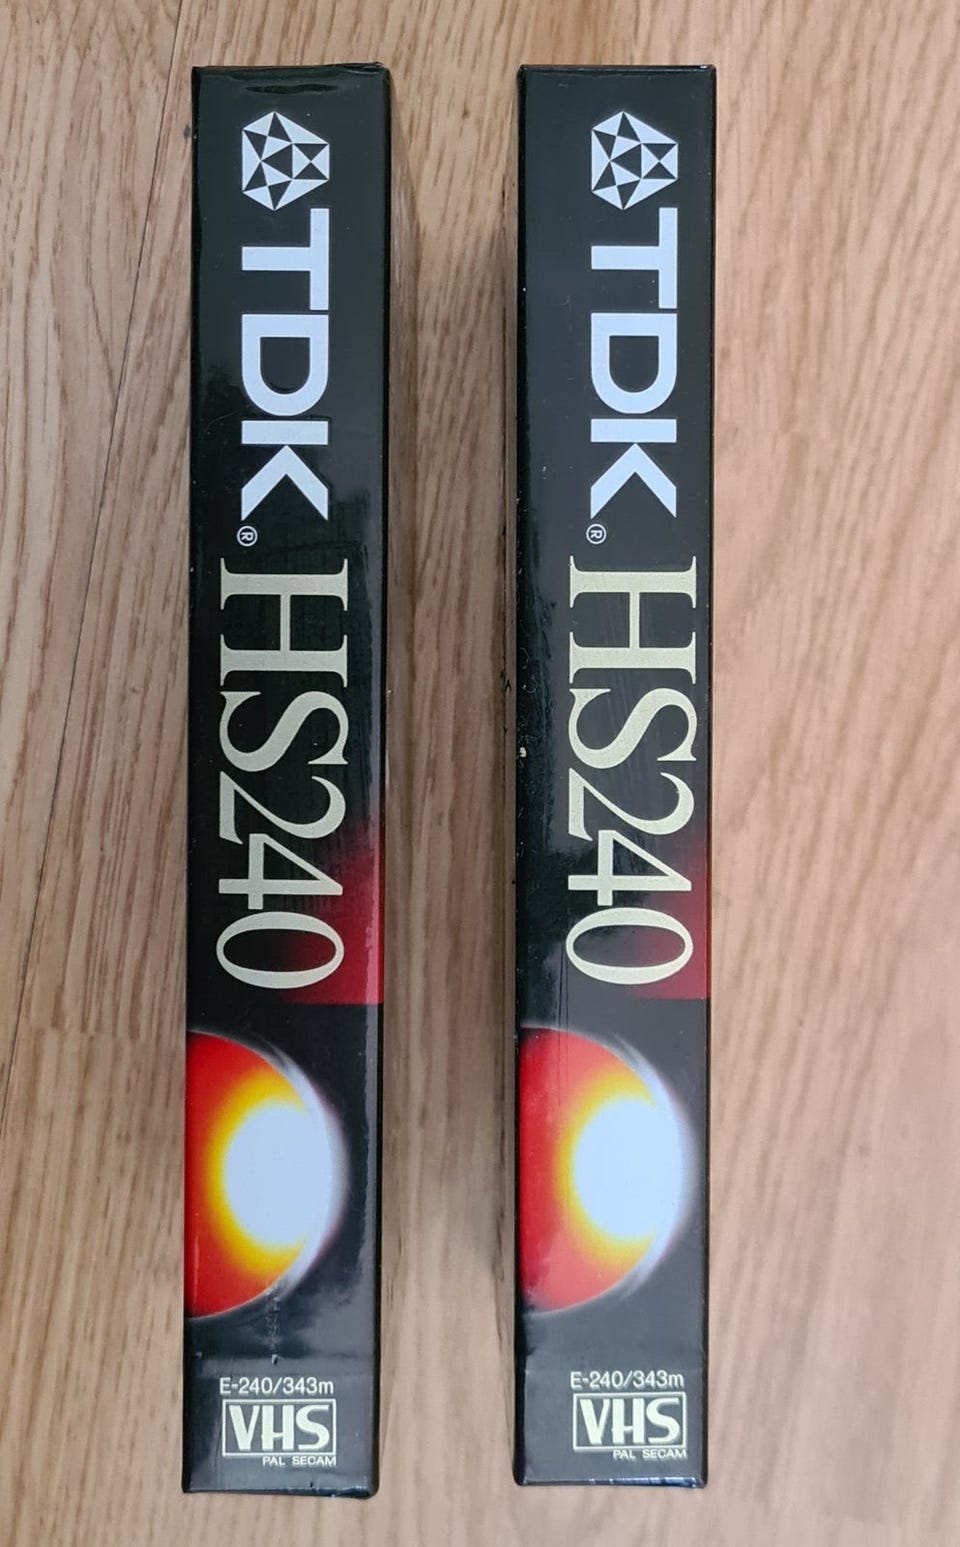 TDK®
HS240
E-240/343m
VHS
PAL SECAM
TDK®
HS240
E-240/343m
VHS
PAL SECAM